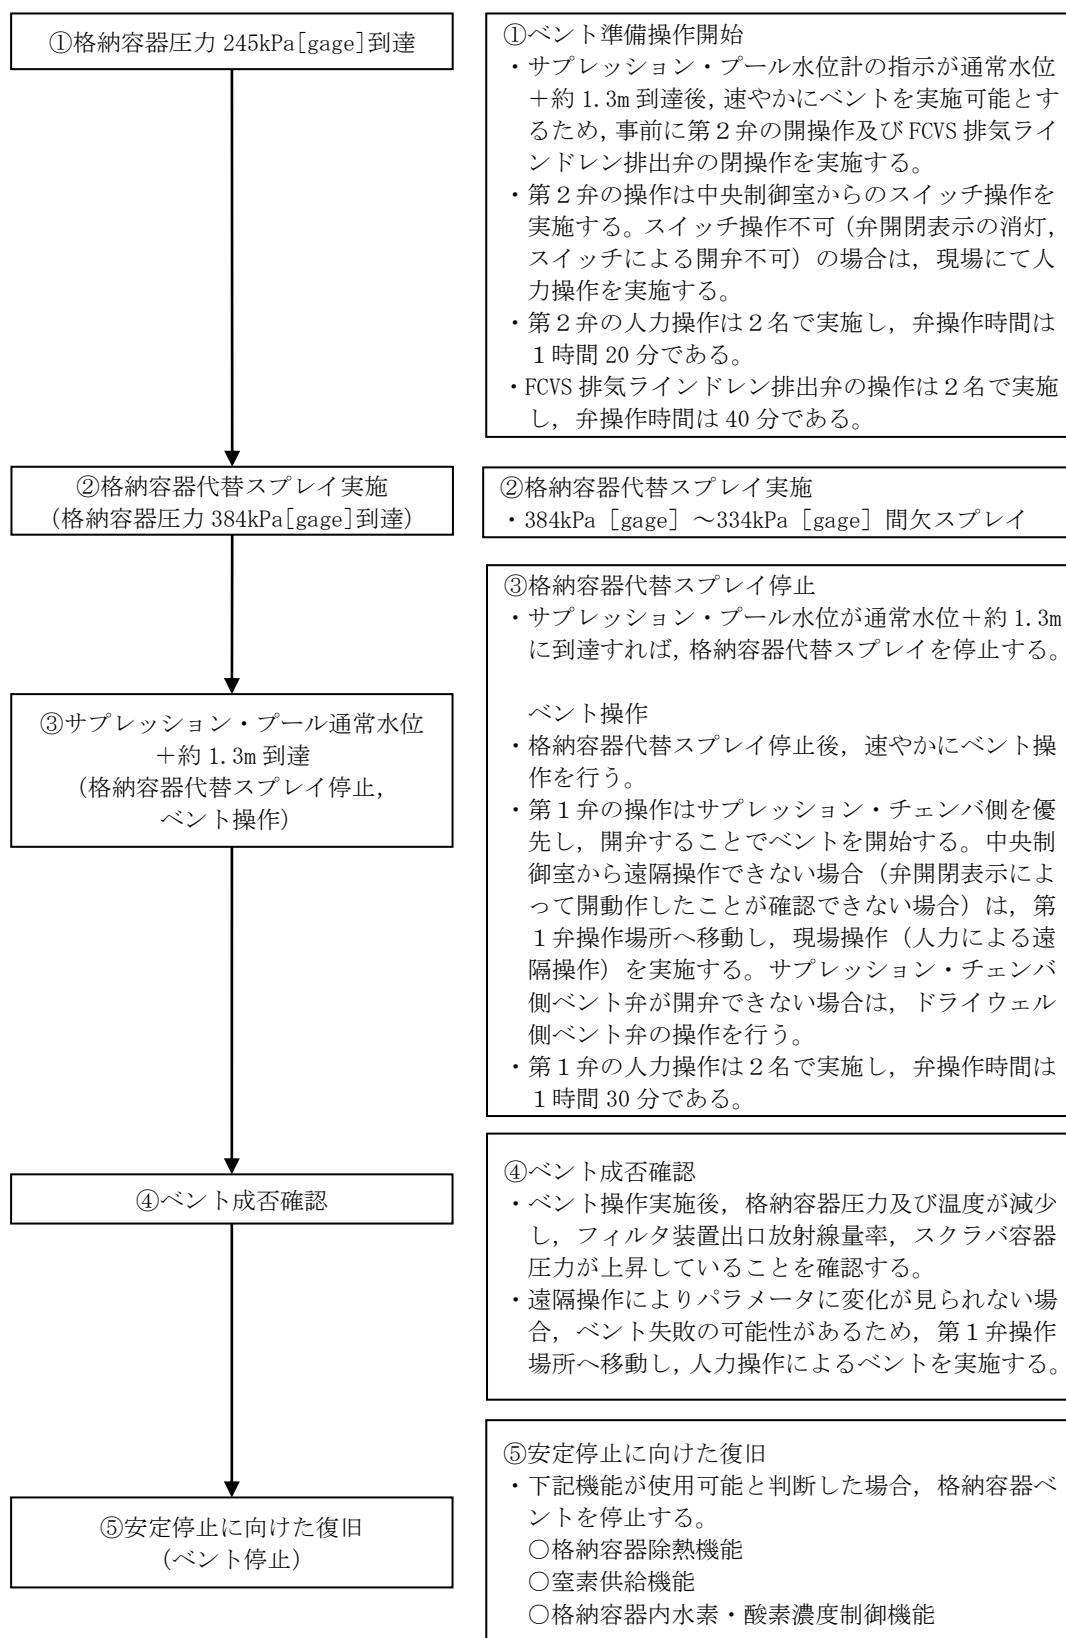 ①格納容器圧力 245kPa[gage]到達
①ベント準備操作開始
・サプレッション・プール水位計の指示が通常水位
＋約 1.3m 到達後，速やかにベントを実施可能とす
るため，事前に第２弁の開操作及び FCVS 排気ライ
ンドレン排出弁の閉操作を実施する。
・第２弁の操作は中央制御室からのスイッチ操作を
実施する。スイッチ操作不可（弁開閉表示の消灯，
スイッチによる開弁不可）の場合は，現場にて人
力操作を実施する。
・第２弁の人力操作は２名で実施し，弁操作時間は
１時間 20 分である。
・FCVS 排気ラインドレン排出弁の操作は２名で実施
し，弁操作時間は 40 分である。
②格納容器代替スプレイ実施
（格納容器圧力 384kPa[gage]到達）
②格納容器代替スプレイ実施
・384kPa［gage］～334kPa［gage］間欠スプレイ
③サプレッション・プール通常水位
＋約 1.3m 到達
（格納容器代替スプレイ停止，
ベント操作）
③格納容器代替スプレイ停止
・サプレッション・プール水位が通常水位＋約 1.3m
に到達すれば，格納容器代替スプレイを停止する。
ベント操作
・格納容器代替スプレイ停止後，速やかにベント操
作を行う。
・第１弁の操作はサプレッション・チェンバ側を優
先し，開弁することでベントを開始する。中央制
御室から遠隔操作できない場合（弁開閉表示によ
って開動作したことが確認できない場合）は，第
１弁操作場所へ移動し，現場操作（人力による遠
隔操作）を実施する。サプレッション・チェンバ
側ベント弁が開弁できない場合は，ドライウェル
側ベント弁の操作を行う。
・第１弁の人力操作は２名で実施し，弁操作時間は
１時間 30 分である。
④ベント成否確認
④ベント成否確認
・ベント操作実施後，格納容器圧力及び温度が減少
し，フィルタ装置出口放射線量率，スクラバ容器
圧力が上昇していることを確認する。
・遠隔操作によりパラメータに変化が見られない場
合，ベント失敗の可能性があるため，第１弁操作
場所へ移動し，人力操作によるベントを実施する。
⑤安定停止に向けた復旧
（ベント停止）
⑤安定停止に向けた復旧
・下記機能が使用可能と判断した場合，格納容器ベ
ントを停止する。
○格納容器除熱機能
○窒素供給機能
○格納容器内水素・酸素濃度制御機能